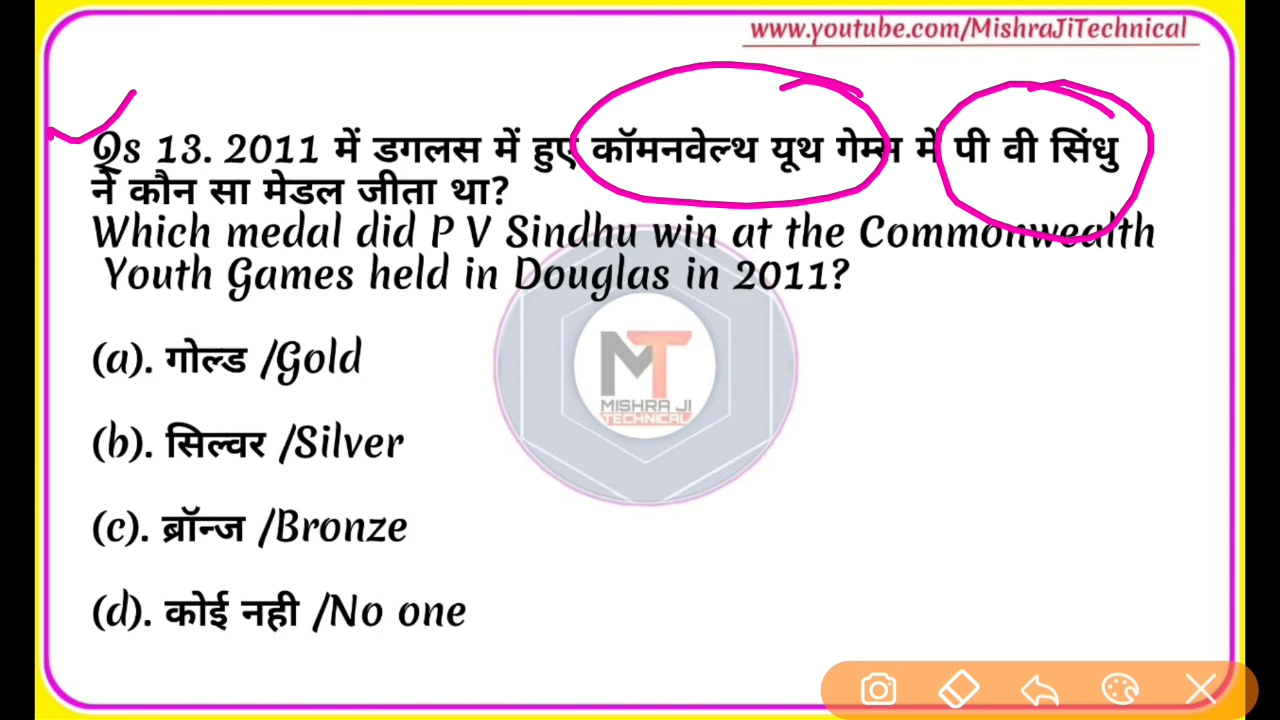 www.youtube.com/MishraJiTechnical
Qs 13. 2011 में डगलस में हुए कॉमनवेल्थ यूथ गेम्स में पी वी सिंधु
ने कौन सा मेडल जीता था?
Which medal did P V Sindhu win at the Commonwealth
Youth Games held in Douglas in 2011?
(a). गोल्ड /Gold
(b). सिल्वर /Silver
(c). ब्रॉन्ज /Bronze
(d). कोई नही /No one
MT
MISHRA JI
TECHNICAL